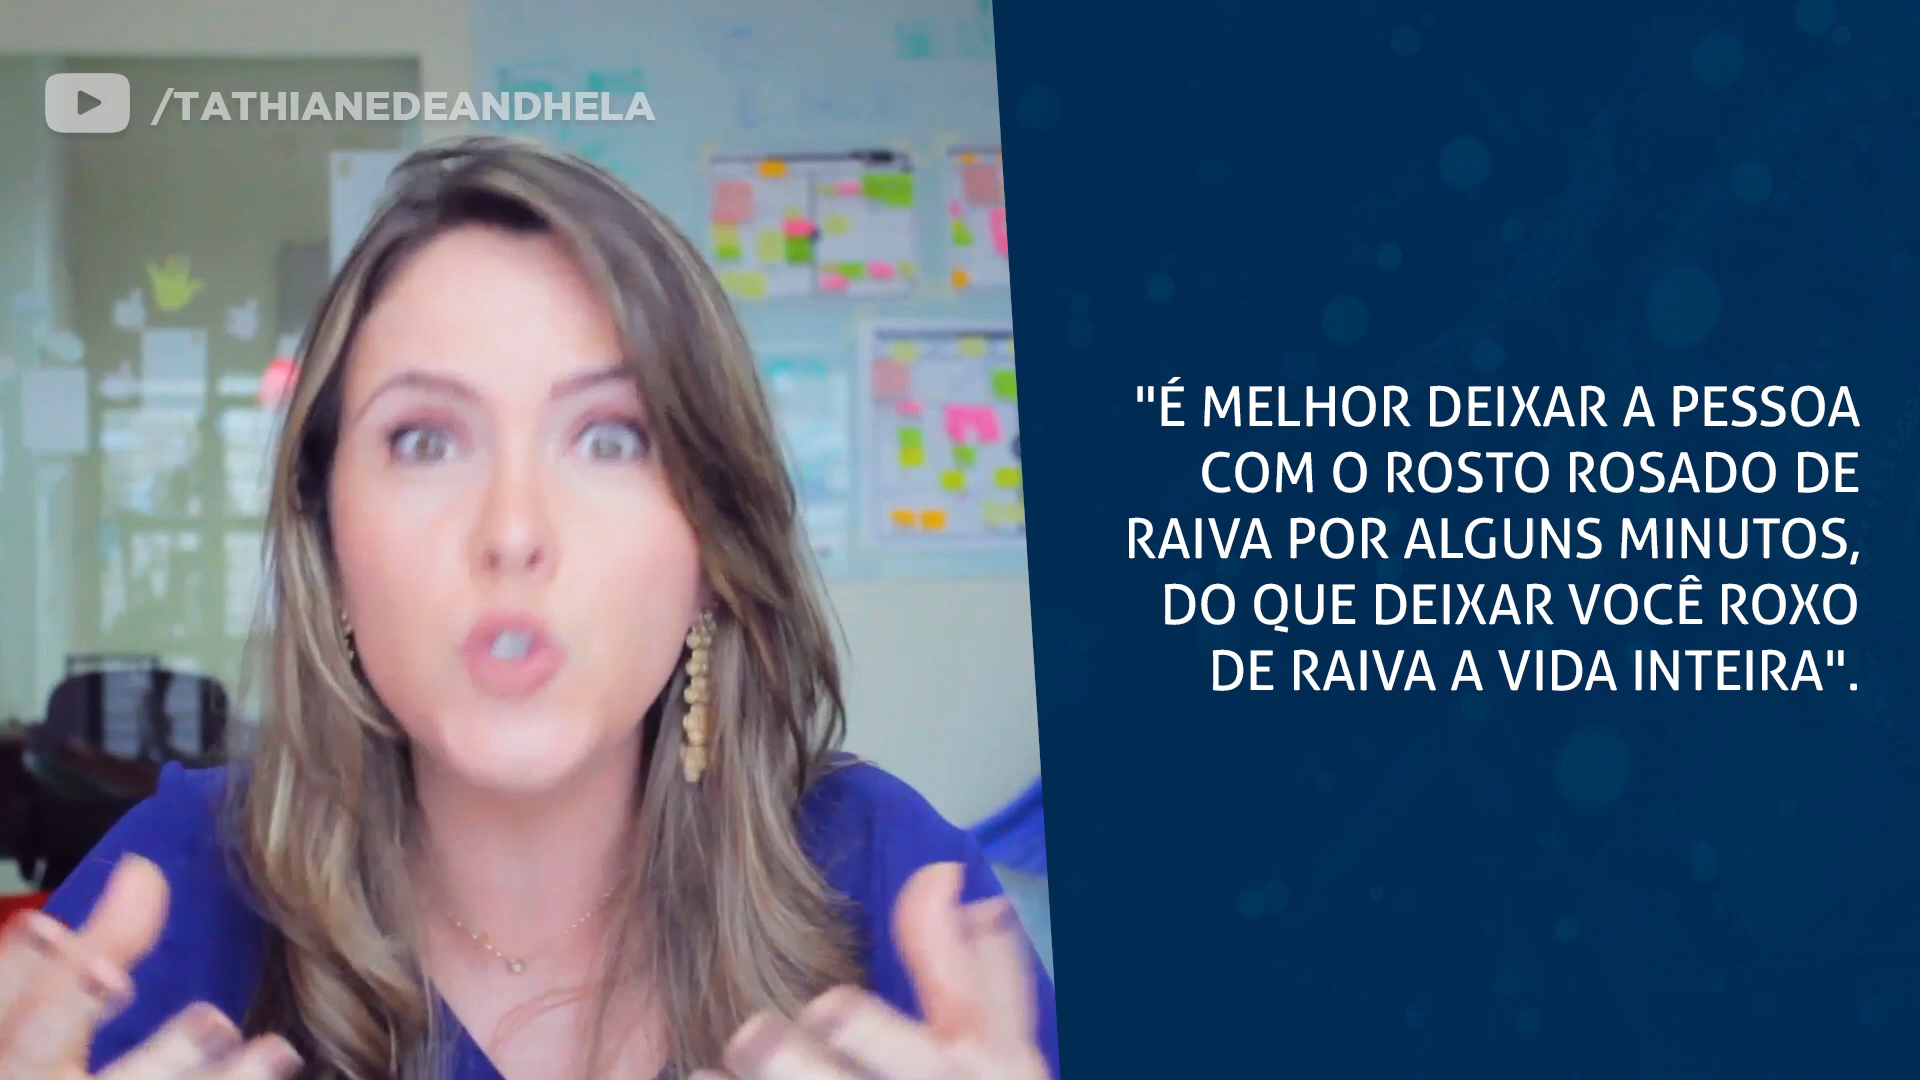 /TATHIANEDEANDHELA
"É MELHOR DEIXAR A PESSOA
COM O ROSTO ROSADO DE
RAIVA POR ALGUNS MINUTOS,
DO QUE DEIXAR VOCÊ ROXO
DE RAIVA A VIDA INTEIRA".